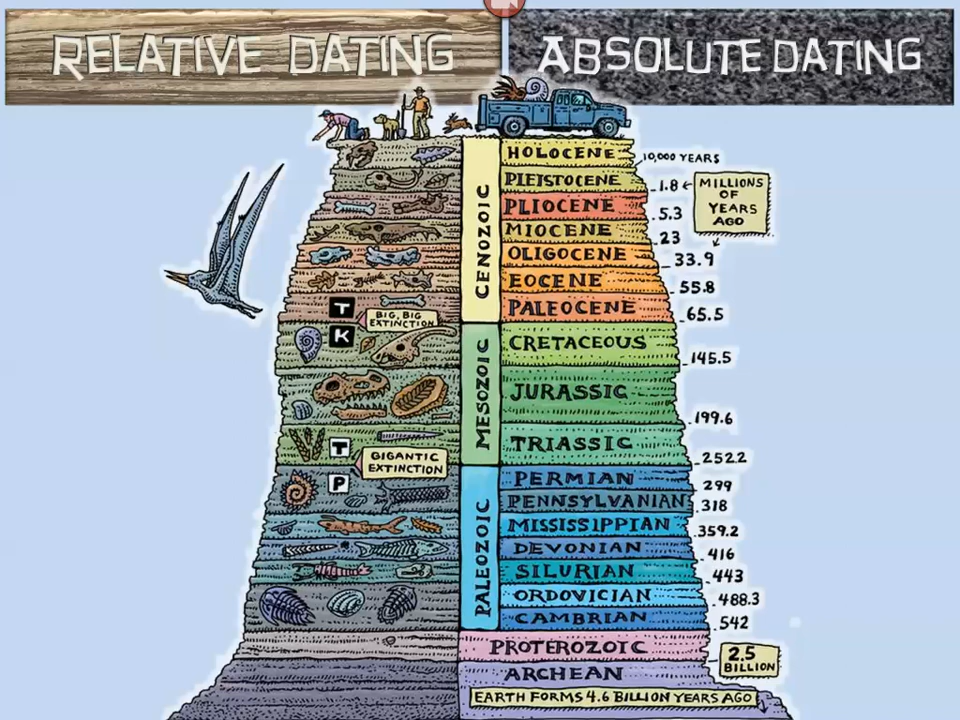 RELATIVE DATING
ABSOLUTE DATING
HOLOCENE
10,000 YEARS
PLEISTOCENE
1.8
MILLIONS
OF
YEARS
AGO
PLIOCENE
5.3
MIOCENE
23
OLIGOCENE
33.9
EOCENE
55.8
PALEOCENE
65.5
CENOZOIC
T
BIG, BIG
EXTINCTION
K
CRETACEOUS
145.5
JURASSIC
199.6
TRIASSIC
252.2
MESOZOIC
T
GIGANTIC
EXTINCTION
P
PERMIAN
299
PENNSYLVANIAN
318
MISSISSIPPIAN
359.2
DEVONIAN
416
SILURIAN
443
ORDOVICIAN
488.3
CAMBRIAN
542
PALEOZOIC
PROTEROZOIC
2.5
BILLION
ARCHEAN
EARTH FORMS 4.6 BILLION YEARS AGO